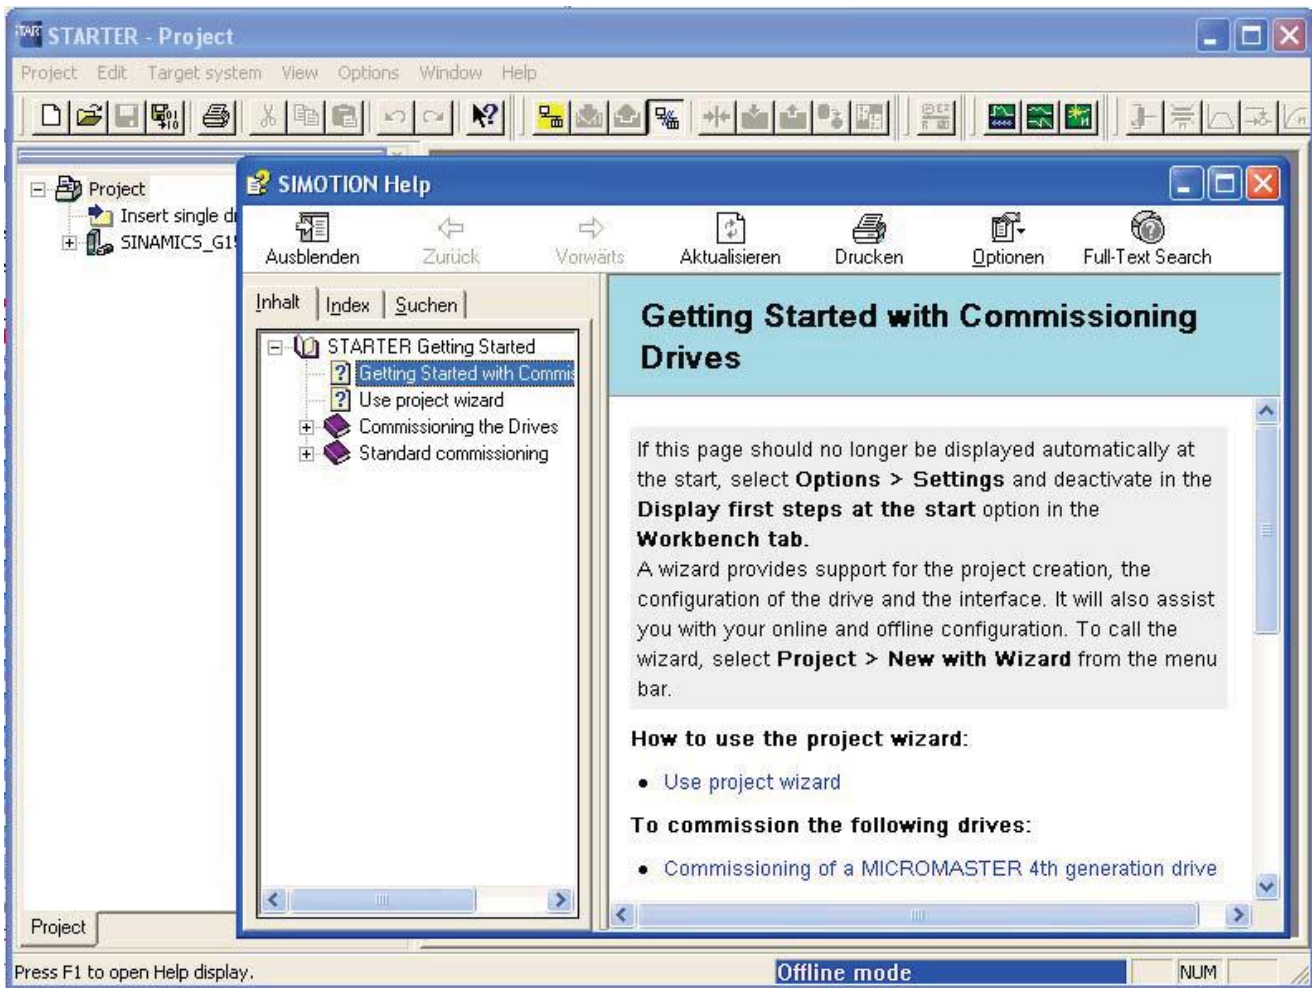 STARTER - Project
Project Edit Target system View Options Window Help
Project
Insert single
SINAMICS_G15
SIMOTION Help
Ausblenden Zurück Vorwärts Aktualisieren Drucken Optionen Full-Text Search
Inhalt Index Suchen
STARTER Getting Started
Getting Started with Commis
Use project wizard
Commissioning the Drives
Standard commissioning
Getting Started with Commissioning
Drives
If this page should no longer be displayed automatically at
the start, select Options > Settings and deactivate in the
Display first steps at the start option in the
Workbench tab.
A wizard provides support for the project creation, the
configuration of the drive and the interface. It will also assist
you with your online and offline configuration. To call the
wizard, select Project > New with Wizard from the menu
bar.
How to use the project wizard:
• Use project wizard
To commission the following drives:
• Commissioning of a MICROMASTER 4th generation drive
Project
Press F1 to open Help display.
Offline mode
NUM